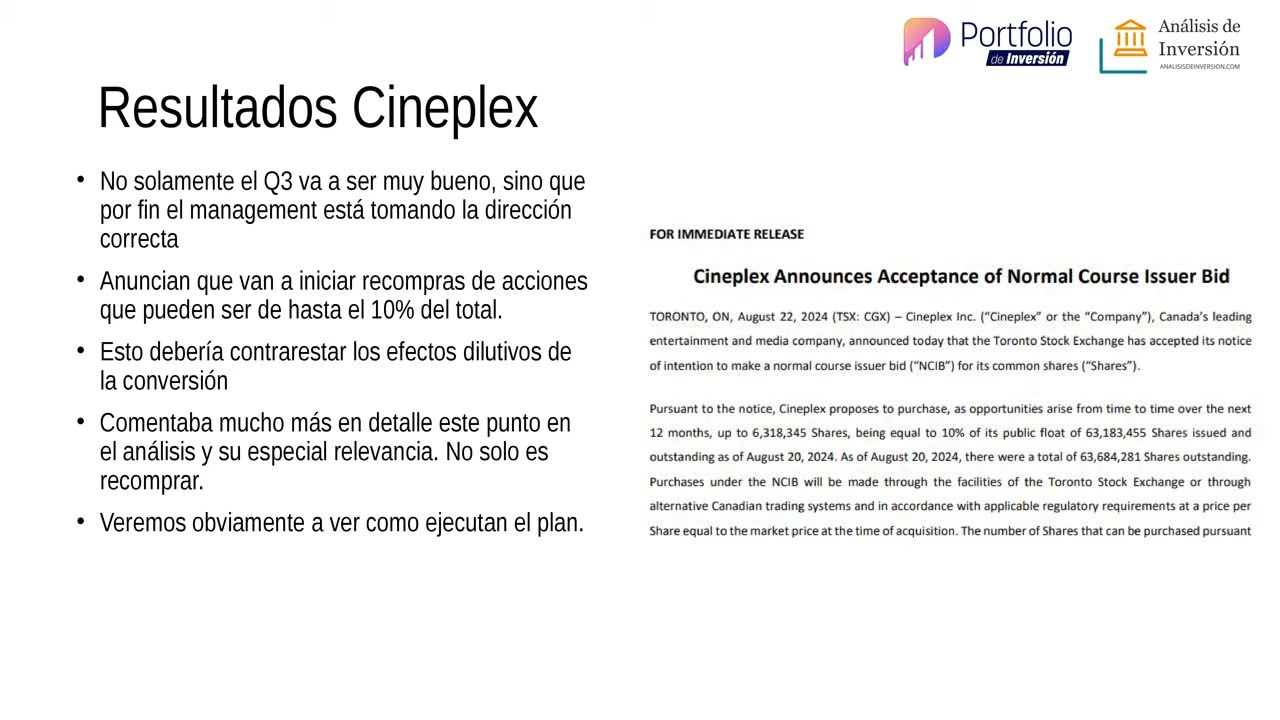 Portfolio
de Inversión
Análisis de
Inversión
ANALISISDEINVERSION.COM
Resultados Cineplex
• No solamente el Q3 va a ser muy bueno, sino que
por fin el management está tomando la dirección
correcta
• Anuncian que van a iniciar recompras de acciones
que pueden ser de hasta el 10% del total.
• Esto debería contrarestar los efectos dilutivos de
la conversión
• Comentaba mucho más en detalle este punto en
el análisis y su especial relevancia. No solo es
recomprar.
• Veremos obviamente a ver como ejecutan el plan.
FOR IMMEDIATE RELEASE
Cineplex Announces Acceptance of Normal Course Issuer Bid
TORONTO, ON, August 22, 2024 (TSX: CGX) – Cineplex Inc. (“Cineplex” or the “Company”), Canada’s leading
entertainment and media company, announced today that the Toronto Stock Exchange has accepted its notice
of intention to make a normal course issuer bid (“NCIB”) for its common shares (“Shares”).
Pursuant to the notice, Cineplex proposes to purchase, as opportunities arise from time to time over the next
12 months, up to 6,318,345 Shares, being equal to 10% of its public float of 63,183,455 Shares issued and
outstanding as of August 20, 2024. As of August 20, 2024, there were a total of 63,684,281 Shares outstanding.
Purchases under the NCIB will be made through the facilities of the Toronto Stock Exchange or through
alternative Canadian trading systems and in accordance with applicable regulatory requirements at a price per
Share equal to the market price at the time of acquisition. The number of Shares that can be purchased pursuant